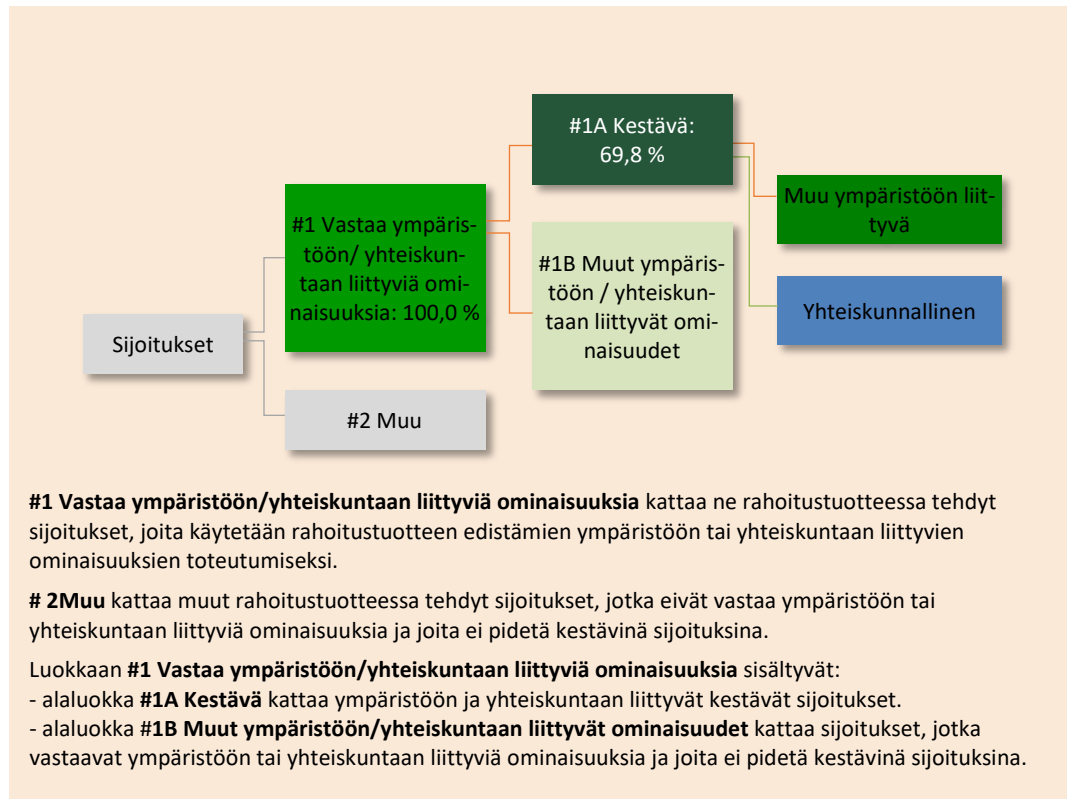 #1A Kestävä:
69,8 %
Muu ympäristöön liit-
tyvä
#1 Vastaa ympäris-
töön/ yhteiskun-
taan liittyviä omi-
naisuuksia: 100,0 %
#1B Muut ympäris-
töön / yhteiskun-
taan liittyvät omi-
naisuudet
Yhteiskunnallinen
Sijoitukset
#2 Muu
#1 Vastaa ympäristöön/yhteiskuntaan liittyviä ominaisuuksia kattaa ne rahoitustuotteessa tehdyt
sijoitukset, joita käytetään rahoitustuotteen edistämien ympäristöön tai yhteiskuntaan liittyvien
ominaisuuksien toteutumiseksi.
# 2Muu kattaa muut rahoitustuotteessa tehdyt sijoitukset, jotka eivät vastaa ympäristöön tai
yhteiskuntaan liittyviä ominaisuuksia ja joita ei pidetä kestävinä sijoituksina.
Luokkaan #1 Vastaa ympäristöön/yhteiskuntaan liittyviä ominaisuuksia sisältyvät:
- alaluokka #1A Kestävä kattaa ympäristöön ja yhteiskuntaan liittyvät kestävät sijoitukset.
- alaluokka #1B Muut ympäristöön/yhteiskuntaan liittyvät ominaisuudet kattaa sijoitukset, jotka
vastaavat ympäristöön tai yhteiskuntaan liittyviä ominaisuuksia ja joita ei pidetä kestävinä sijoituksina.